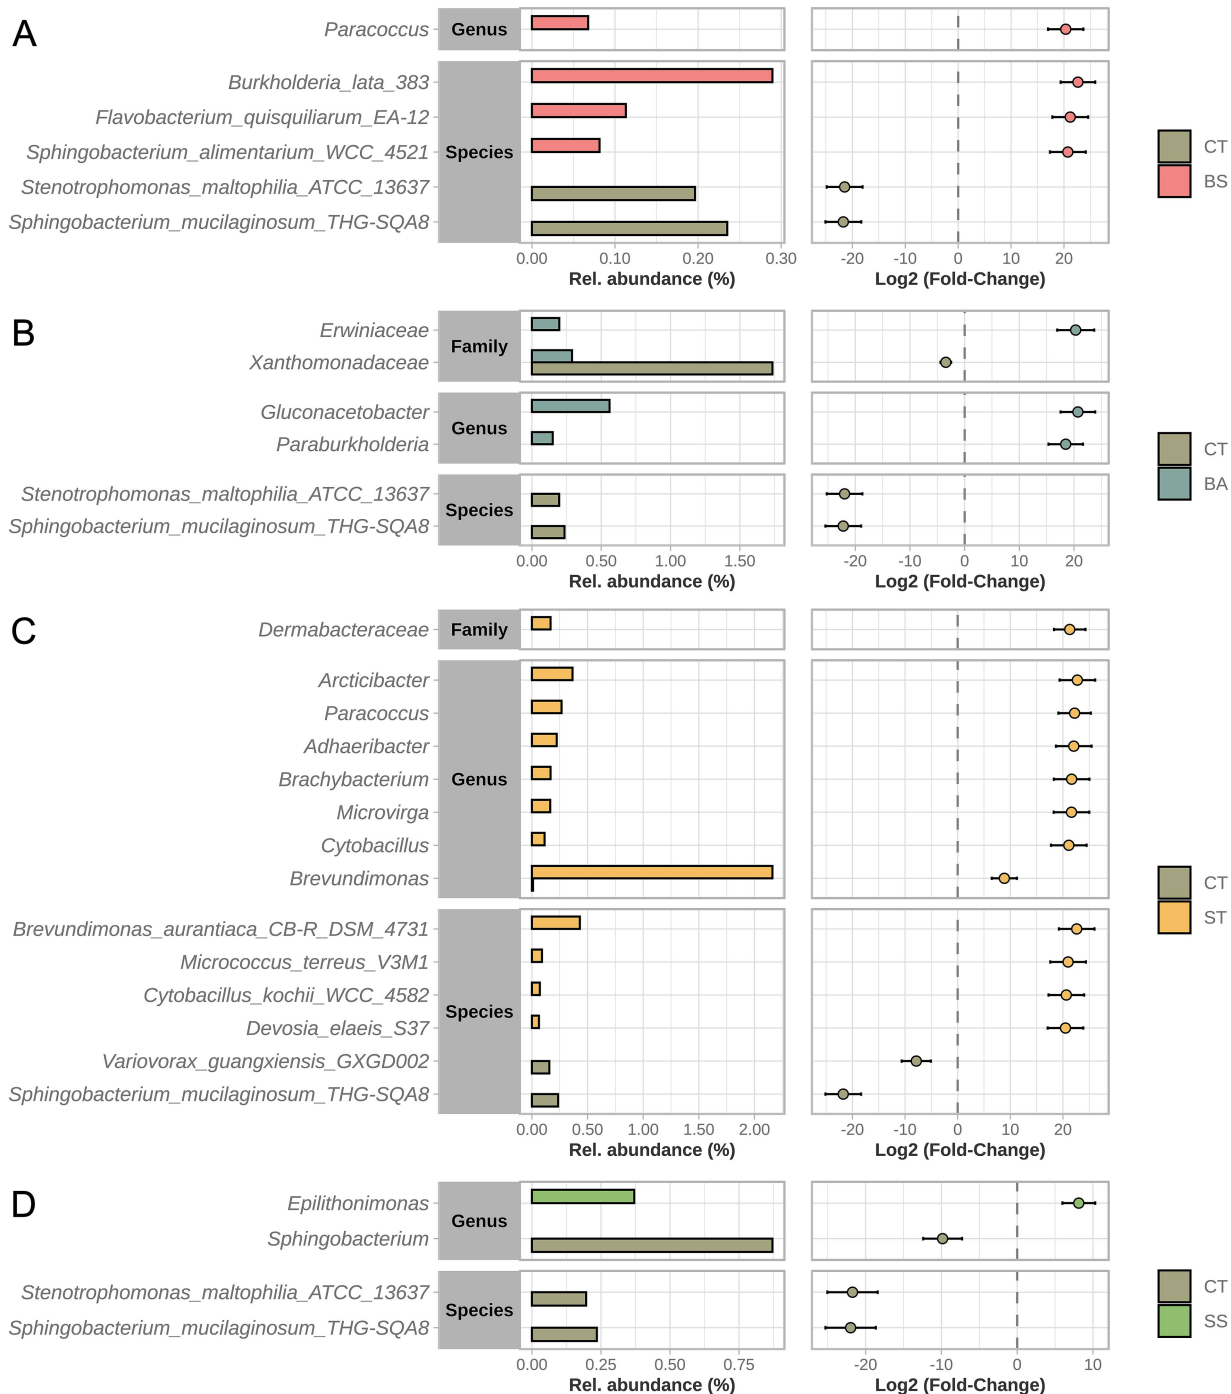 A
Paracoccus
Genus
Burkholderia_lata_383
Flavobacterium_quisquiliarum_EA-12
Sphingobacterium_alimentarium_WCC_4521
Stenotrophomonas_maltophilia_ATCC_13637
Sphingobacterium_mucilaginosum_THG-SQA8
Species
0.00 0.10 0.20 0.30
Rel. abundance (%)
-20 -10 0 10 20
Log2 (Fold-Change)
CT
BS
B
Erwiniaceae
Xanthomonadaceae
Family
Gluconacetobacter
Paraburkholderia
Genus
Stenotrophomonas_maltophilia_ATCC_13637
Sphingobacterium_mucilaginosum_THG-SQA8
Species
0.00 0.50 1.00 1.50
Rel. abundance (%)
-20 -10 0 10 20
Log2 (Fold-Change)
CT
BA
C
Dermabacteraceae
Family
Arcticibacter
Paracoccus
Adhaeribacter
Brachybacterium
Microvirga
Cytobacillus
Brevundimonas
Genus
Brevundimonas_aurantiaca_CB-R_DSM_4731
Micrococcus_terreus_V3M1
Cytobacillus_kochii_WCC_4582
Devosia_elaeis_S37
Variovorax_guangxiensis_GXGD002
Sphingobacterium_mucilaginosum_THG-SQA8
Species
0.00 0.50 1.00 1.50 2.00
Rel. abundance (%)
-20 -10 0 10 20
Log2 (Fold-Change)
CT
ST
D
Epilithonimonas
Sphingobacterium
Genus
Stenotrophomonas_maltophilia_ATCC_13637
Sphingobacterium_mucilaginosum_THG-SQA8
Species
0.00 0.25 0.50 0.75
Rel. abundance (%)
-20 -10 0 10
Log2 (Fold-Change)
CT
SS